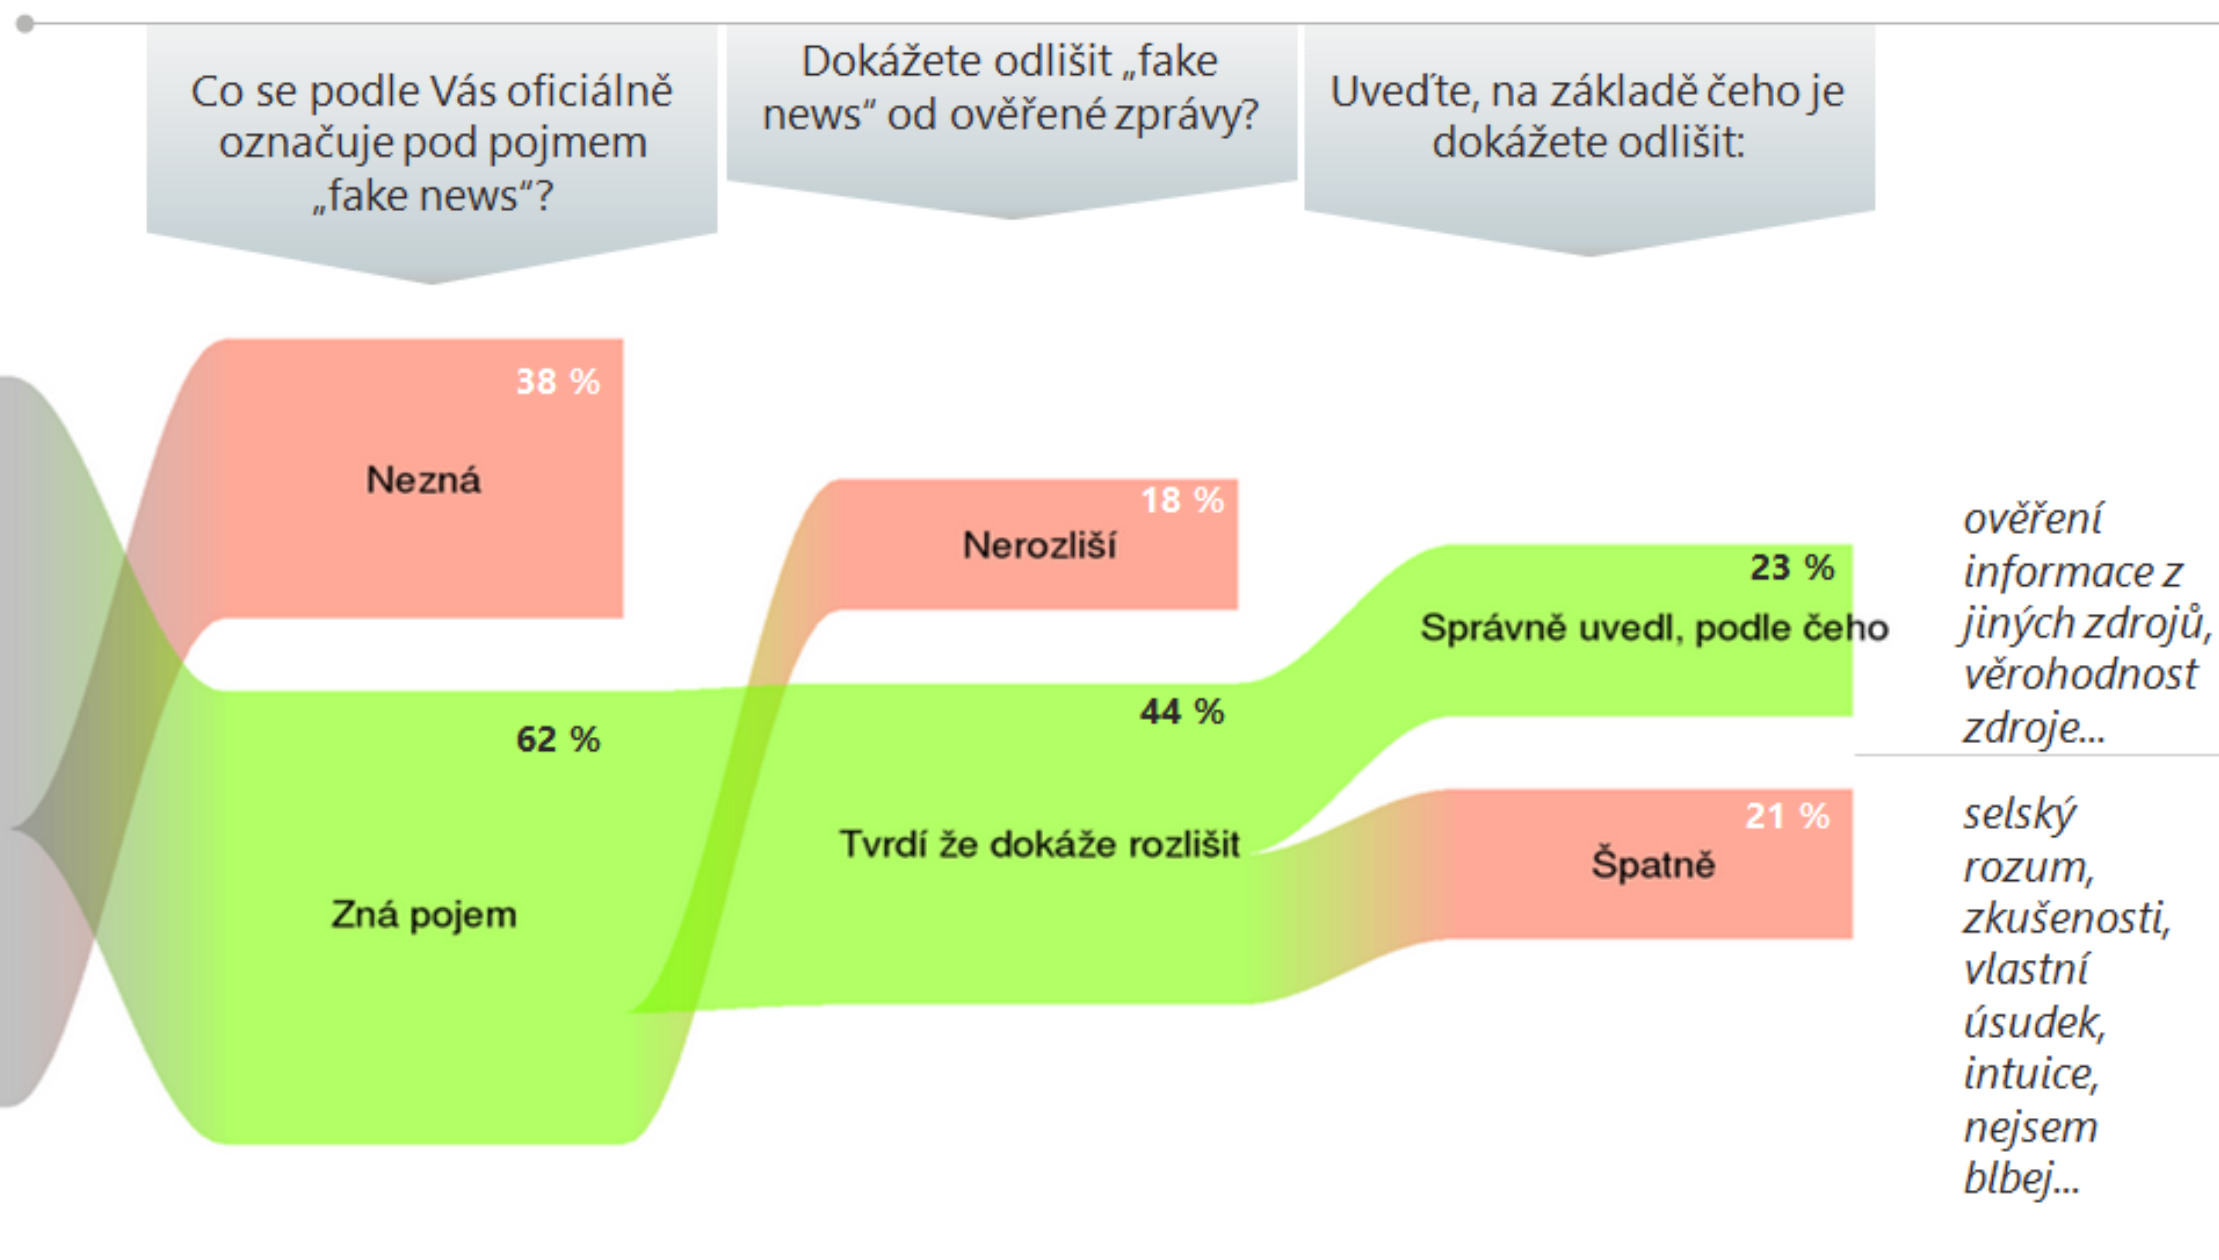 Co se podle Vás oficiálně
označuje pod pojmem
„fake news“?
Dokážete odlišit „fake
news“ od ověřené zprávy?
Uveďte, na základě čeho je
dokážete odlišit:
38 %
Nezná
62 %
Zná pojem
18 %
Nerozliší
44 %
Tvrdí že dokáže rozlišit
23 %
Správně uvedl, podle čeho
21 %
Špatně
ověření
informace z
jiných zdrojů,
věrohodnost
zdroje...
selský
rozum,
zkušenosti,
vlastní
úsudek,
intuice,
nejsem
blbej...